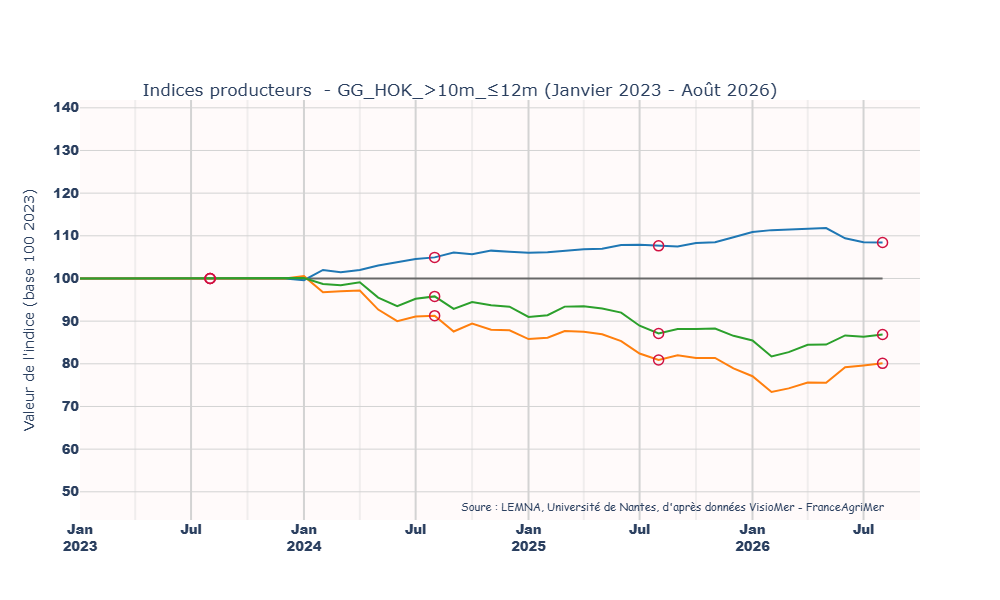 Indices producteurs  - GG_HOK_>10m_≤12m (Janvier 2023 - Août 2026)
Valeur de l'indice (base 100 2023)
140
130
120
110
100
90
80
70
60
50
Soure : LEMNA, Université de Nantes, d'après données VisioMer - FranceAgriMer
Jan Jul Jan Jul Jan Jul Jan Jul
2023 2024 2025 2026